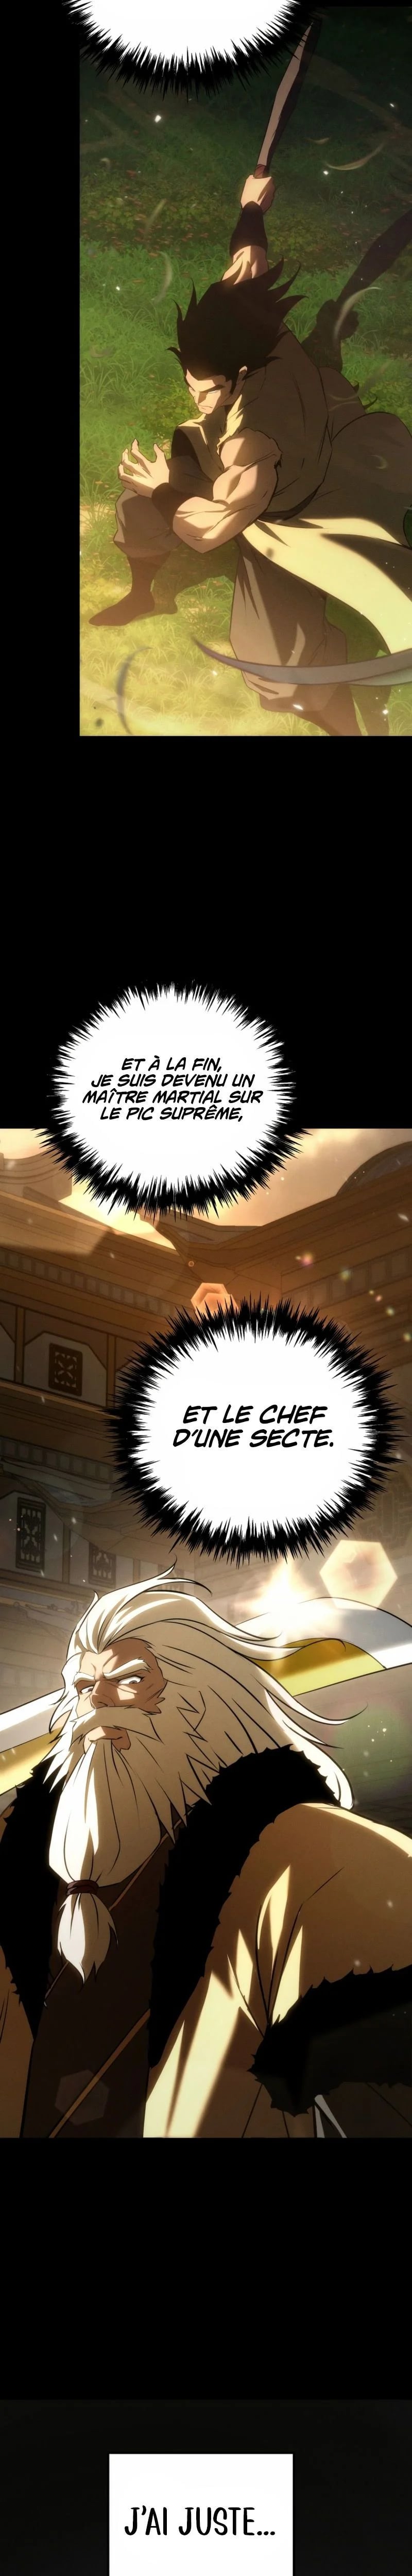 ET À LA FIN,
JE SUIS DEVENU UN
MAÎTRE MARTIAL SUR
LE PIC SUPRÊME,
ET LE CHEF
D'UNE SECTE.
J'AI JUSTE...